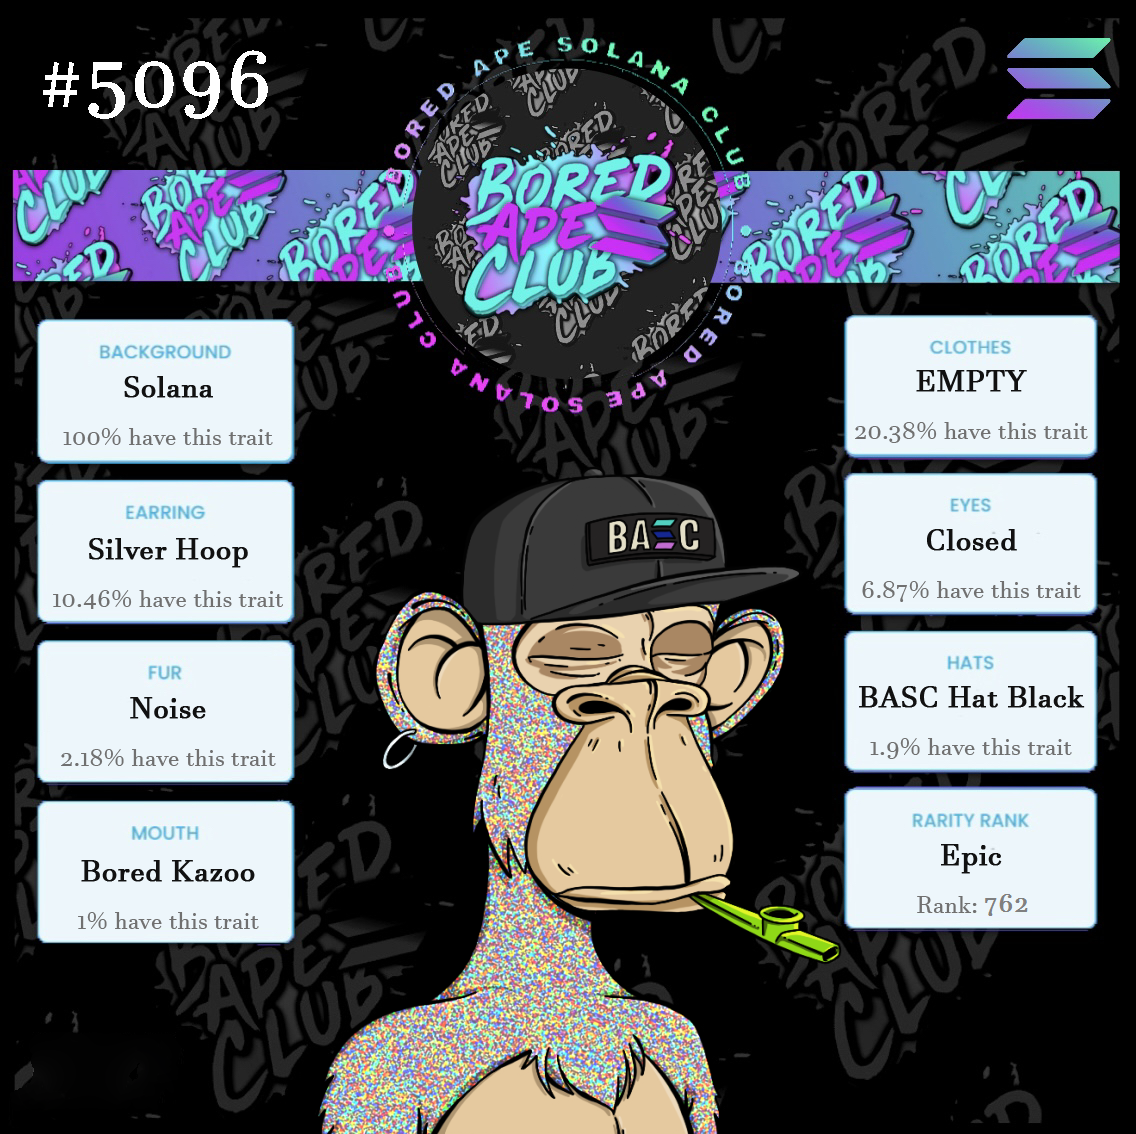 #5096
BORED APE SOLANA CLUB
BORED APE SOLANA CLUB
BORED
APE
CLUB
BACKGROUND
Solana
100% have this trait
EARRING
Silver Hoop
10.46% have this trait
FUR
Noise
2.18% have this trait
MOUTH
Bored Kazoo
1% have this trait
BASC
CLOTHES
EMPTY
20.38% have this trait
EYES
Closed
6.87% have this trait
HATS
BASC Hat Black
1.9% have this trait
RARITY RANK
Epic
Rank: 762